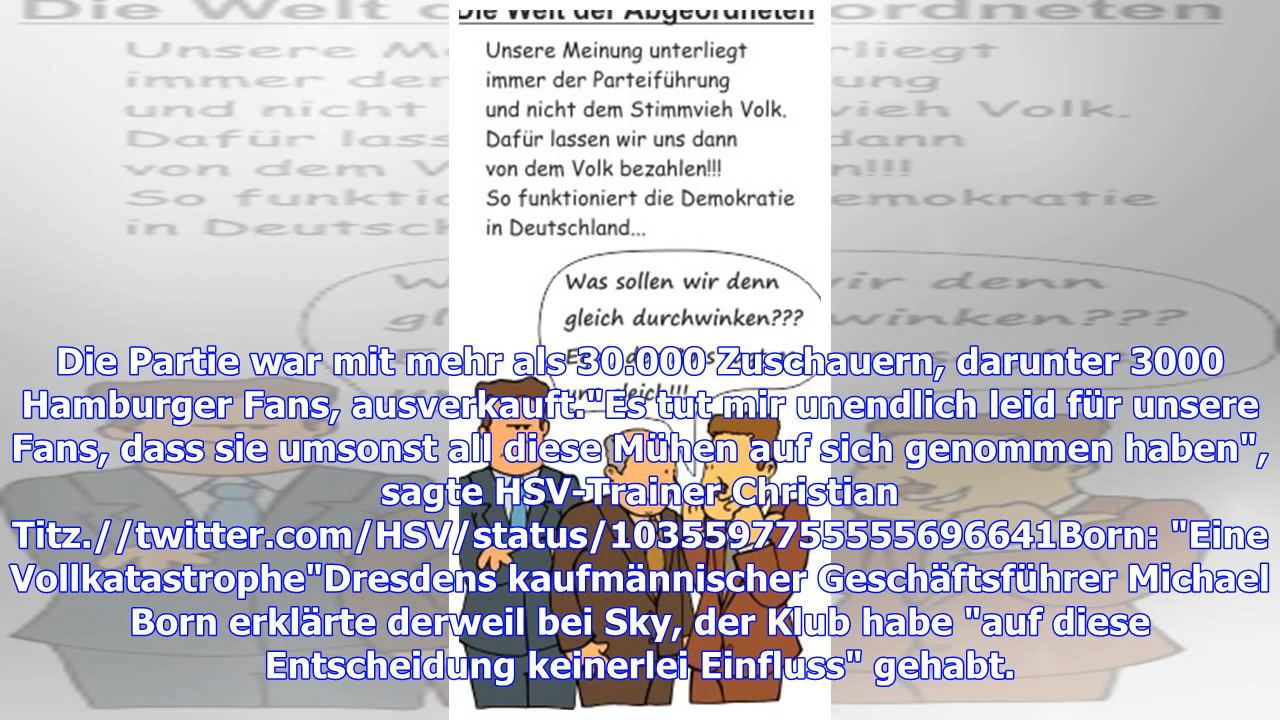 Die Welt der Abgeordneten
Unsere Meinung unterliegt
immer der Parteiführung
und nicht dem Stimmvieh Volk.
Dafür lassen wir uns dann
von dem Volk bezahlen!!!
So funktioniert die Demokratie
in Deutschland...
Was sollen wir denn
gleich durchwinken???
Die Partie war mit mehr als 30.000 Zuschauern, darunter 3000
Hamburger Fans, ausverkauft."Es tut mir unendlich leid für unsere
Fans, dass sie umsonst all diese Mühen auf sich genommen haben",
sagte HSV-Trainer Christian
Titz.//twitter.com/HSV/status/1035597755555696641Born: "Eine
Vollkatastrophe"Dresdens kaufmännischer Geschäftsführer Michael
Born erklärte derweil bei Sky, der Klub habe "auf diese
Entscheidung keinerlei Einfluss" gehabt.